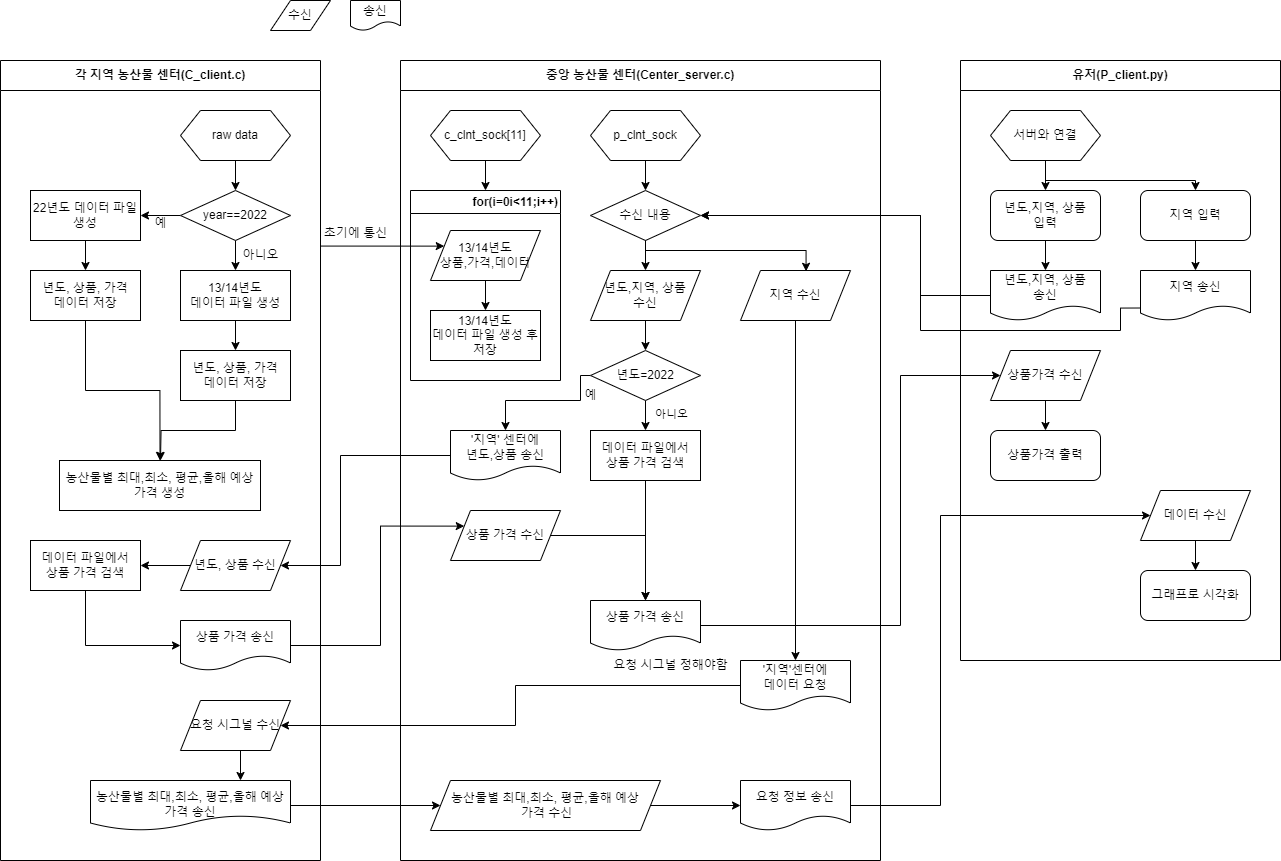 수신
송신
각 지역 농산물 센터(C_client.c)
raw data
year==2022
예
아니오
22년도 데이터 파일
생성
년도, 상품, 가격
데이터 저장
13/14년도
데이터 파일 생성
년도, 상품, 가격
데이터 저장
농산물별 최대,최소, 평균,올해 예상
가격 생성
데이터 파일에서
상품 가격 검색
년도, 상품 수신
상품 가격 송신
요청 시그널 수신
농산물별 최대,최소, 평균,올해 예상
가격 송신
초기에 통신
중앙 농산물 센터(Center_server.c)
c_clnt_sock[11]
for(i=0i<11;i++)
13/14년도
상품,가격,데이터
13/14년도
데이터 파일 생성 후
저장
p_clnt_sock
수신 내용
년도,지역, 상품
수신
지역 수신
년도=2022
예
아니오
'지역' 센터에
년도,상품 송신
데이터 파일에서
상품 가격 검색
상품 가격 수신
상품 가격 송신
요청 시그널 정해야함
'지역'센터에
데이터 요청
농산물별 최대,최소, 평균,올해 예상
가격 수신
요청 정보 송신
유저(P_client.py)
서버와 연결
년도,지역, 상품
입력
지역 입력
년도,지역, 상품
송신
지역 송신
상품가격 수신
상품가격 출력
데이터 수신
그래프로 시각화